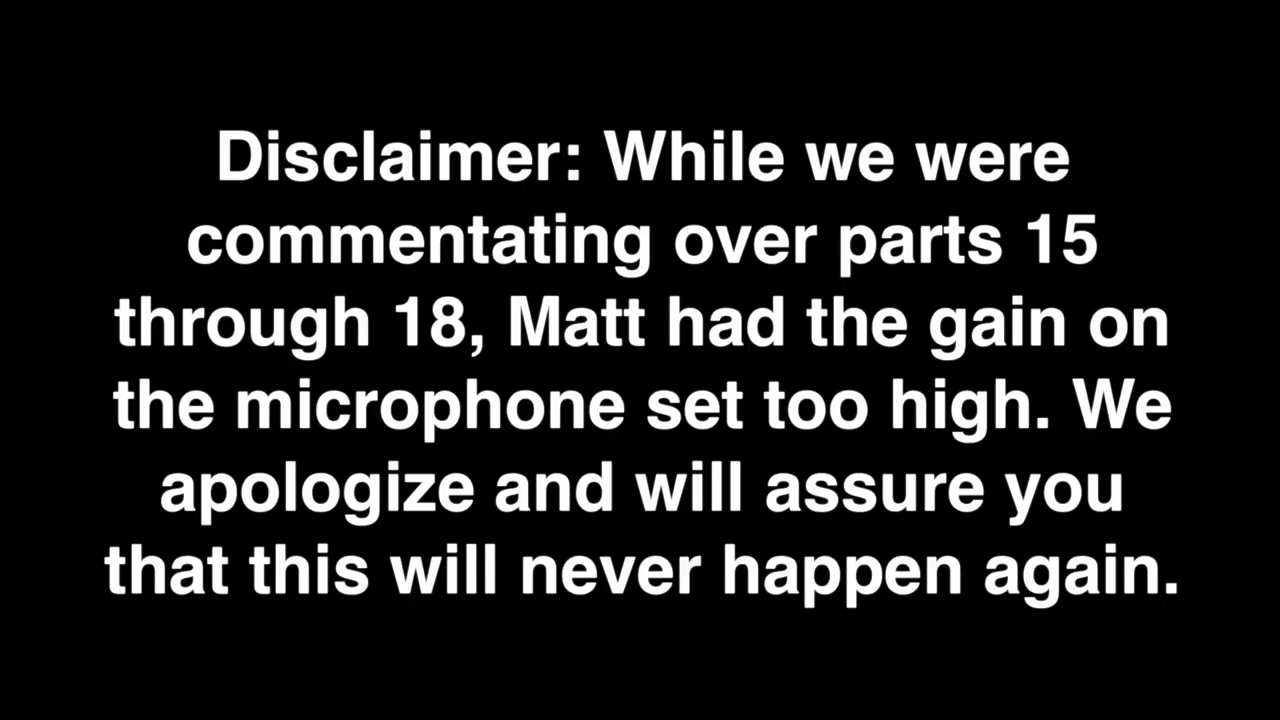 Disclaimer: While we were
commentating over parts 15
through 18, Matt had the gain on
the microphone set too high. We
apologize and will assure you
that this will never happen again.